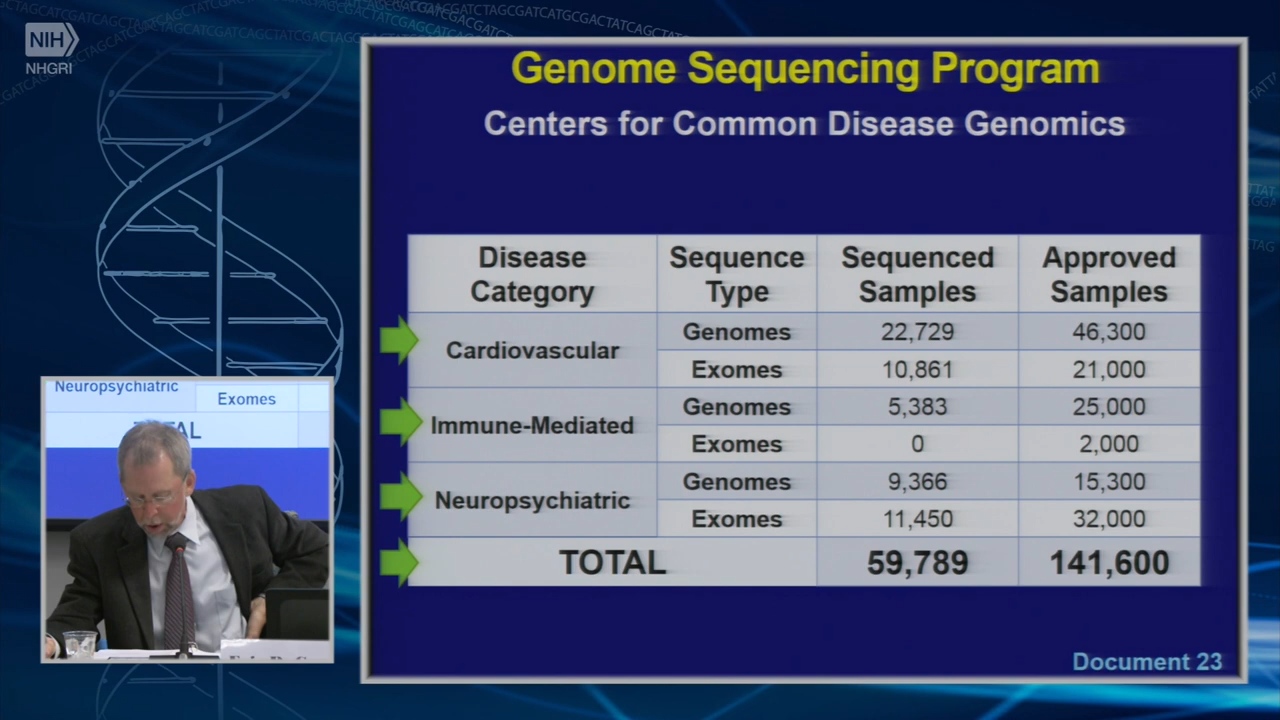 NIH
NHGRI
Genome Sequencing Program
Centers for Common Disease Genomics
Disease Category
Sequence Type
Sequenced Samples
Approved Samples
Cardiovascular
Genomes
22,729
46,300
Exomes
10,861
21,000
Immune-Mediated
Genomes
5,383
25,000
Exomes
0
2,000
Neuropsychiatric
Genomes
9,366
15,300
Exomes
11,450
32,000
TOTAL
59,789
141,600
Document 23
Neuropsychiatric
Exomes